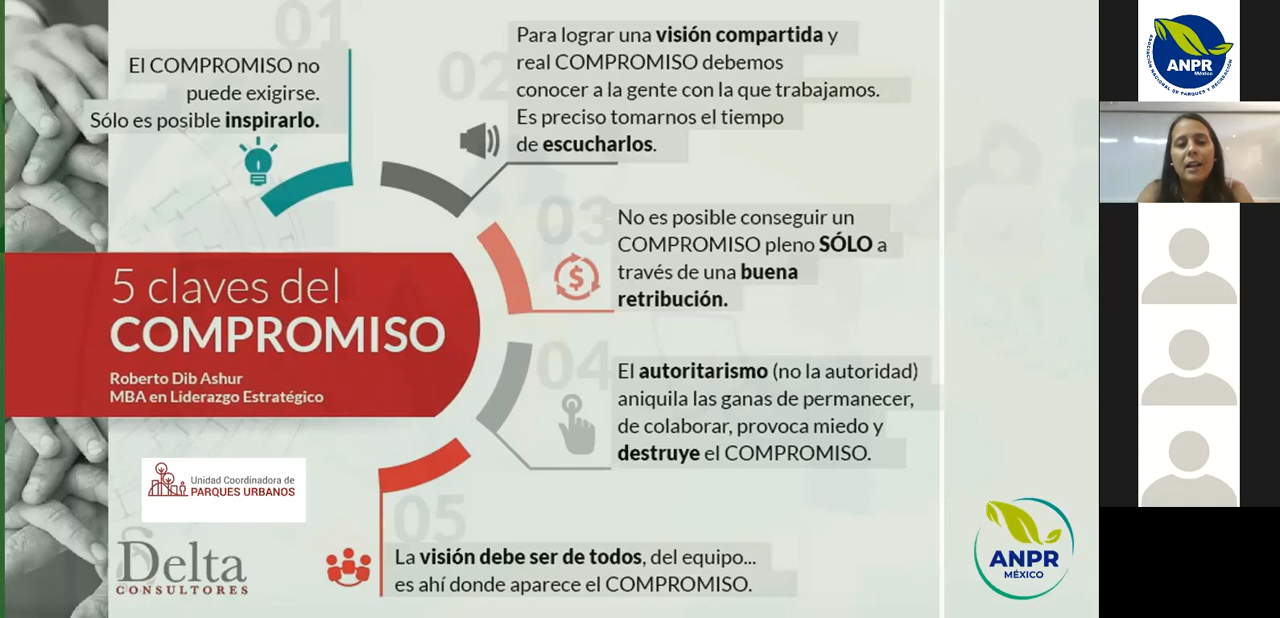 01
El COMPROMISO no
puede exigirse.
Sólo es posible inspirarlo.
02
Para lograr una visión compartida y
real COMPROMISO debemos
conocer a la gente con la que trabajamos.
Es preciso tomarnos el tiempo
de escucharlos.
03
No es posible conseguir un
COMPROMISO pleno SÓLO a
través de una buena
retribución.
$
5 claves del
COMPROMISO
Roberto Dib Ashur
MBA en Liderazgo Estratégico
04
El autoritarismo (no la autoridad)
aniquila las ganas de permanecer,
de colaborar, provoca miedo y
destruye el COMPROMISO.
05
La visión debe ser de todos, del equipo...
es ahí donde aparece el COMPROMISO.
Unidad Coordinadora de
PARQUES URBANOS
Delta
CONSULTORES
ANPR
MÉXICO
ANPR
México
ASOCIACIÓN NACIONAL DE PARQUES Y RECREACIÓN